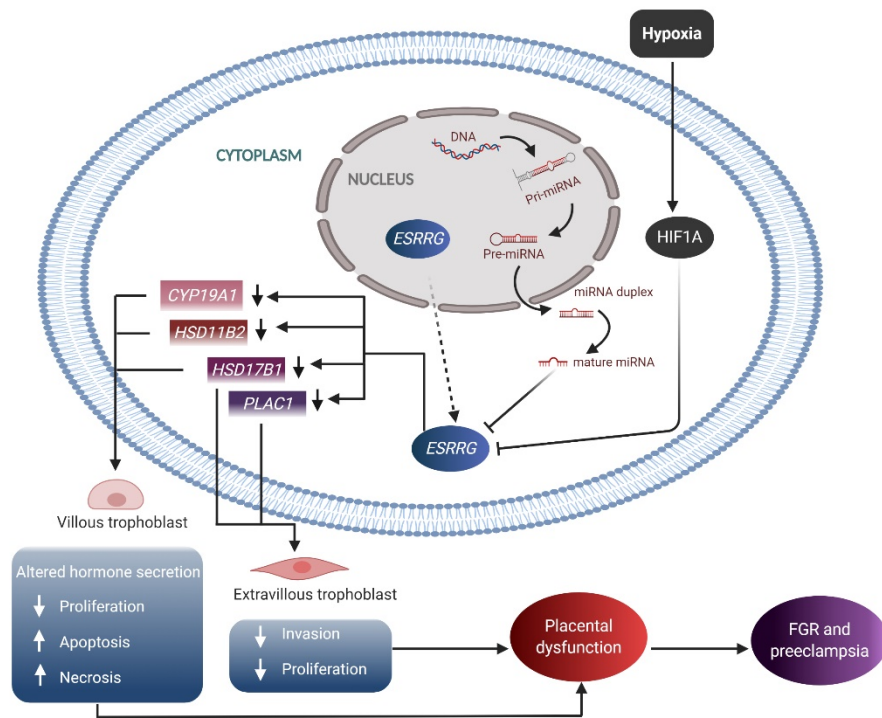 Hypoxia
DNA
CYTOPLASM
Pri-miRNA
NUCLEUS
ESRRG
HIF1A
Pre-miRNA
miRNA duplex
CYP19A1
HSD11B2
mature miRNA
HSD17B1
PLAC1
ESRRG
Villous trophoblast
Altered hormone secretion
Proliferation
Apoptosis
Necrosis
Extravillous trophoblast
Invasion
Proliferation
Placental
dysfunction
FGR and
preeclampsia